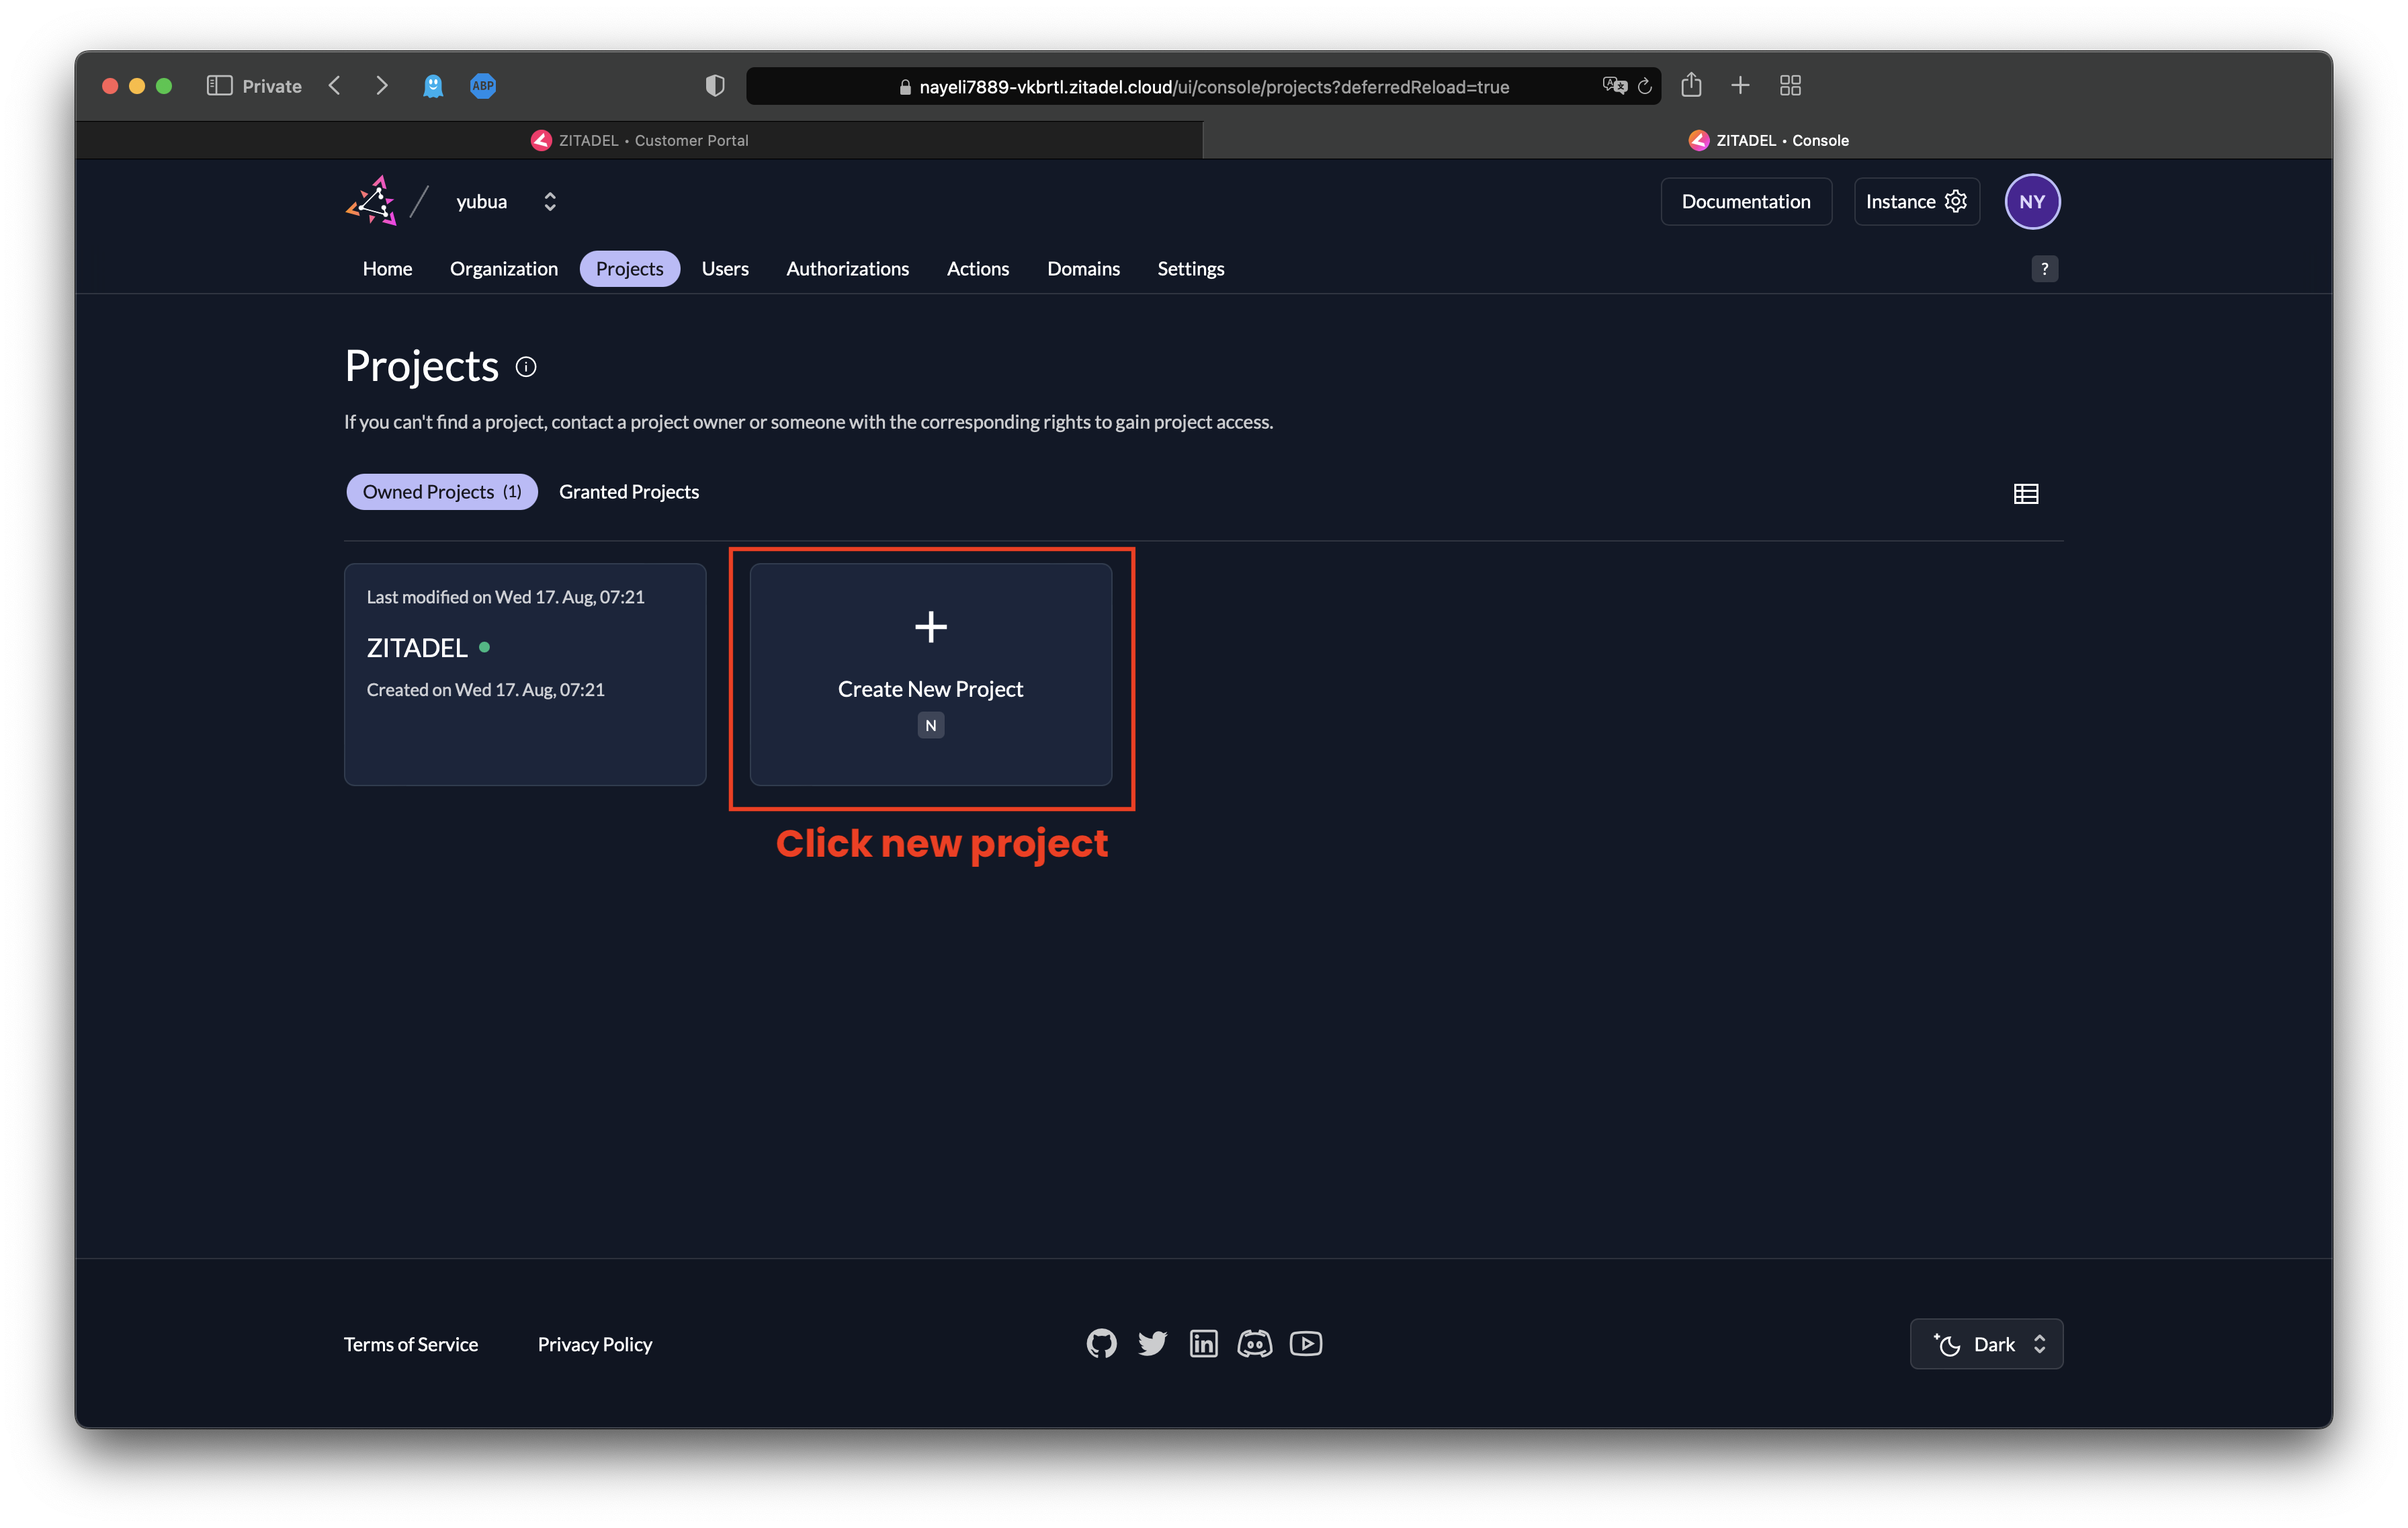 Private
ABP
nayeli7889-vkbrtl.zitadel.cloud/ui/console/projects?deferredReload=true
ZITADEL • Customer Portal
ZITADEL • Console
yubua
Documentation
Instance
NY
Home
Organization
Projects
Users
Authorizations
Actions
Domains
Settings
?
Projects
If you can't find a project, contact a project owner or someone with the corresponding rights to gain project access.
Owned Projects (1)
Granted Projects
Last modified on Wed 17. Aug, 07:21
ZITADEL
Created on Wed 17. Aug, 07:21
Create New Project
N
Click new project
Terms of Service
Privacy Policy
in
Dark